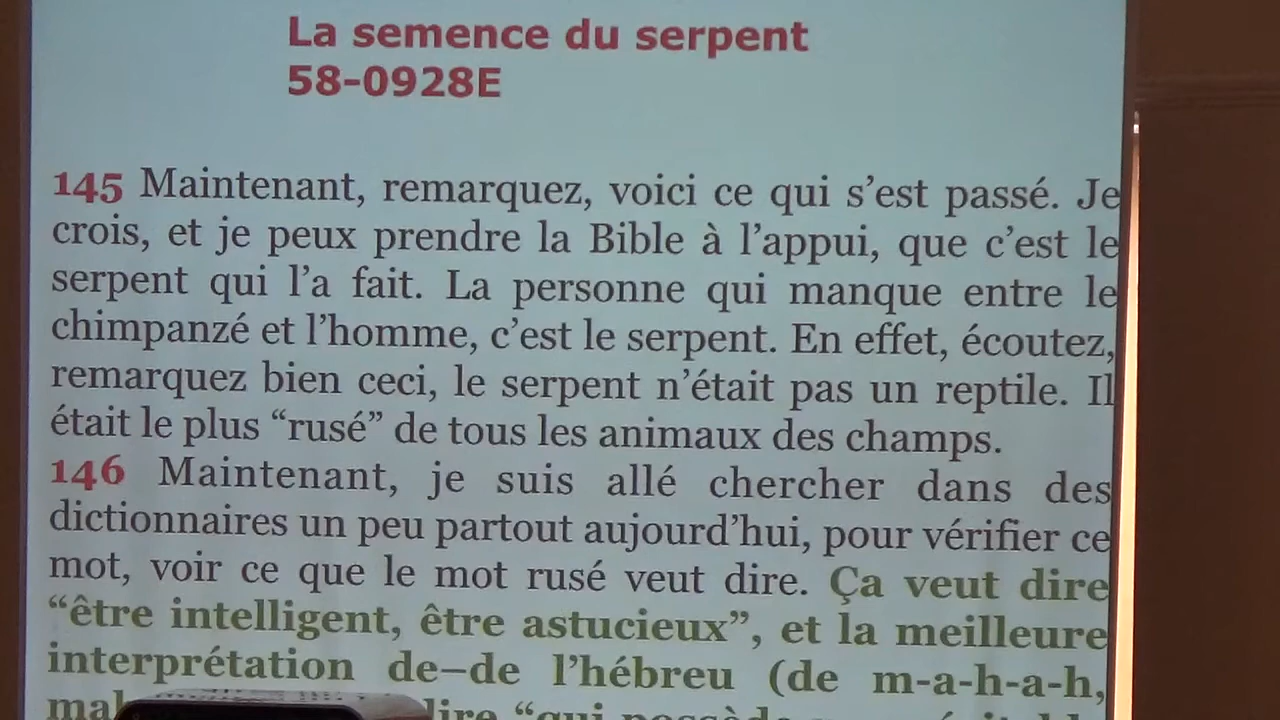 La semence du serpent
58-0928E
145 Maintenant, remarquez, voici ce qui s’est passé. Je
crois, et je peux prendre la Bible à l’appui, que c’est le
serpent qui l’a fait. La personne qui manque entre le
chimpanzé et l’homme, c’est le serpent. En effet, écoutez,
remarquez bien ceci, le serpent n’était pas un reptile. Il
était le plus “rusé” de tous les animaux des champs.
146 Maintenant, je suis allé chercher dans des
dictionnaires un peu partout aujourd’hui, pour vérifier ce
mot, voir ce que le mot rusé veut dire. Ça veut dire
“être intelligent, être astucieux”, et la meilleure
interprétation de–de l’hébreu (de m-a-h-a-h,
“qui